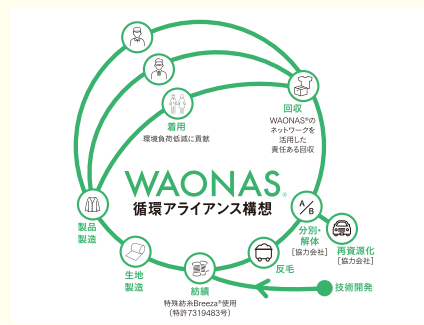 着用
環境負荷低減に貢献
回収
WAONAS®の
ネットワークを
活用した
責任ある回収
WAONAS®
循環アライアンス構想
製品
製造
A/B
分別・
解体
[協力会社]
再資源化
[協力会社]
生地
製造
紡績
反毛
技術開発
特殊紡糸Breeza®使用
(特許7319483号)